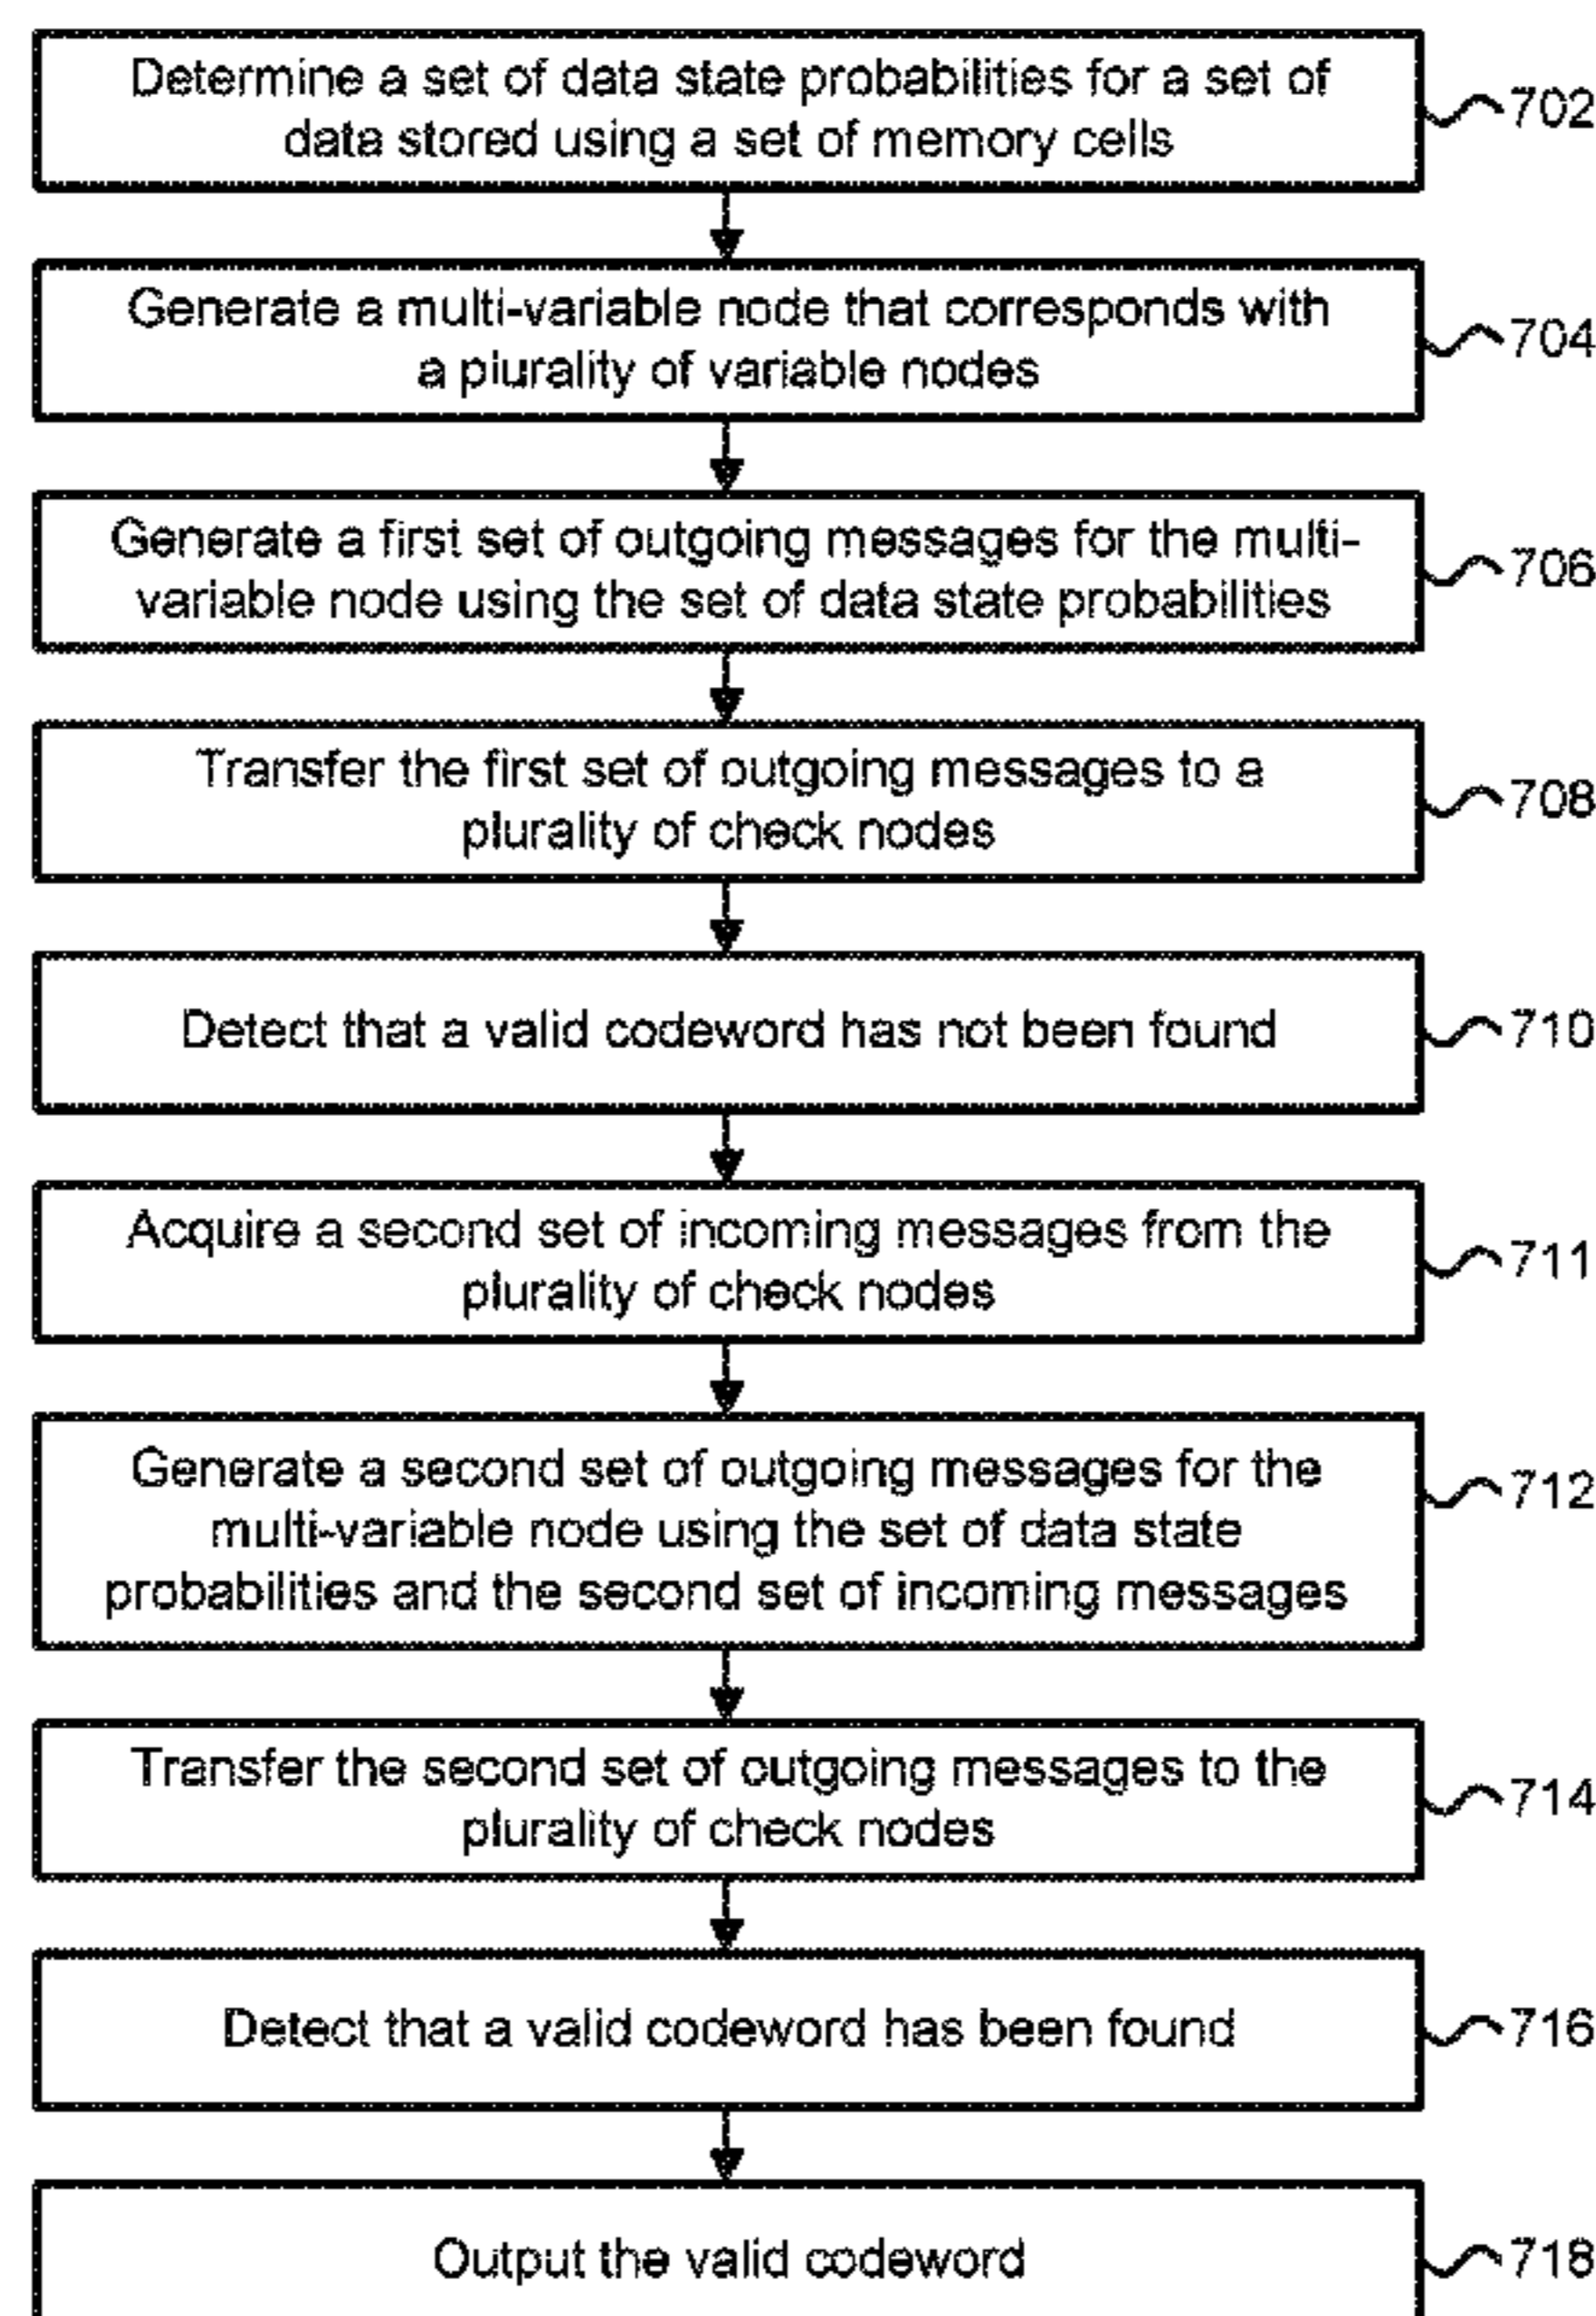 Determine a set of data state probabilities for a set of
data stored using a set of memory cells
702
Generate a multi-variable node that corresponds with
a plurality of variable nodes
704
Generate a first set of outgoing messages for the multi-
variable node using the set of data state probabilities
706
Transfer the first set of outgoing messages to a
plurality of check nodes
708
Detect that a valid codeword has not been found
710
Acquire a second set of incoming messages from the
plurality of check nodes
711
Generate a second set of outgoing messages for the
multi-variable node using the set of data state
probabilities and the second set of incoming messages
712
Transfer the second set of outgoing messages to the
plurality of check nodes
714
Detect that a valid codeword has been found
716
Output the valid codeword
718